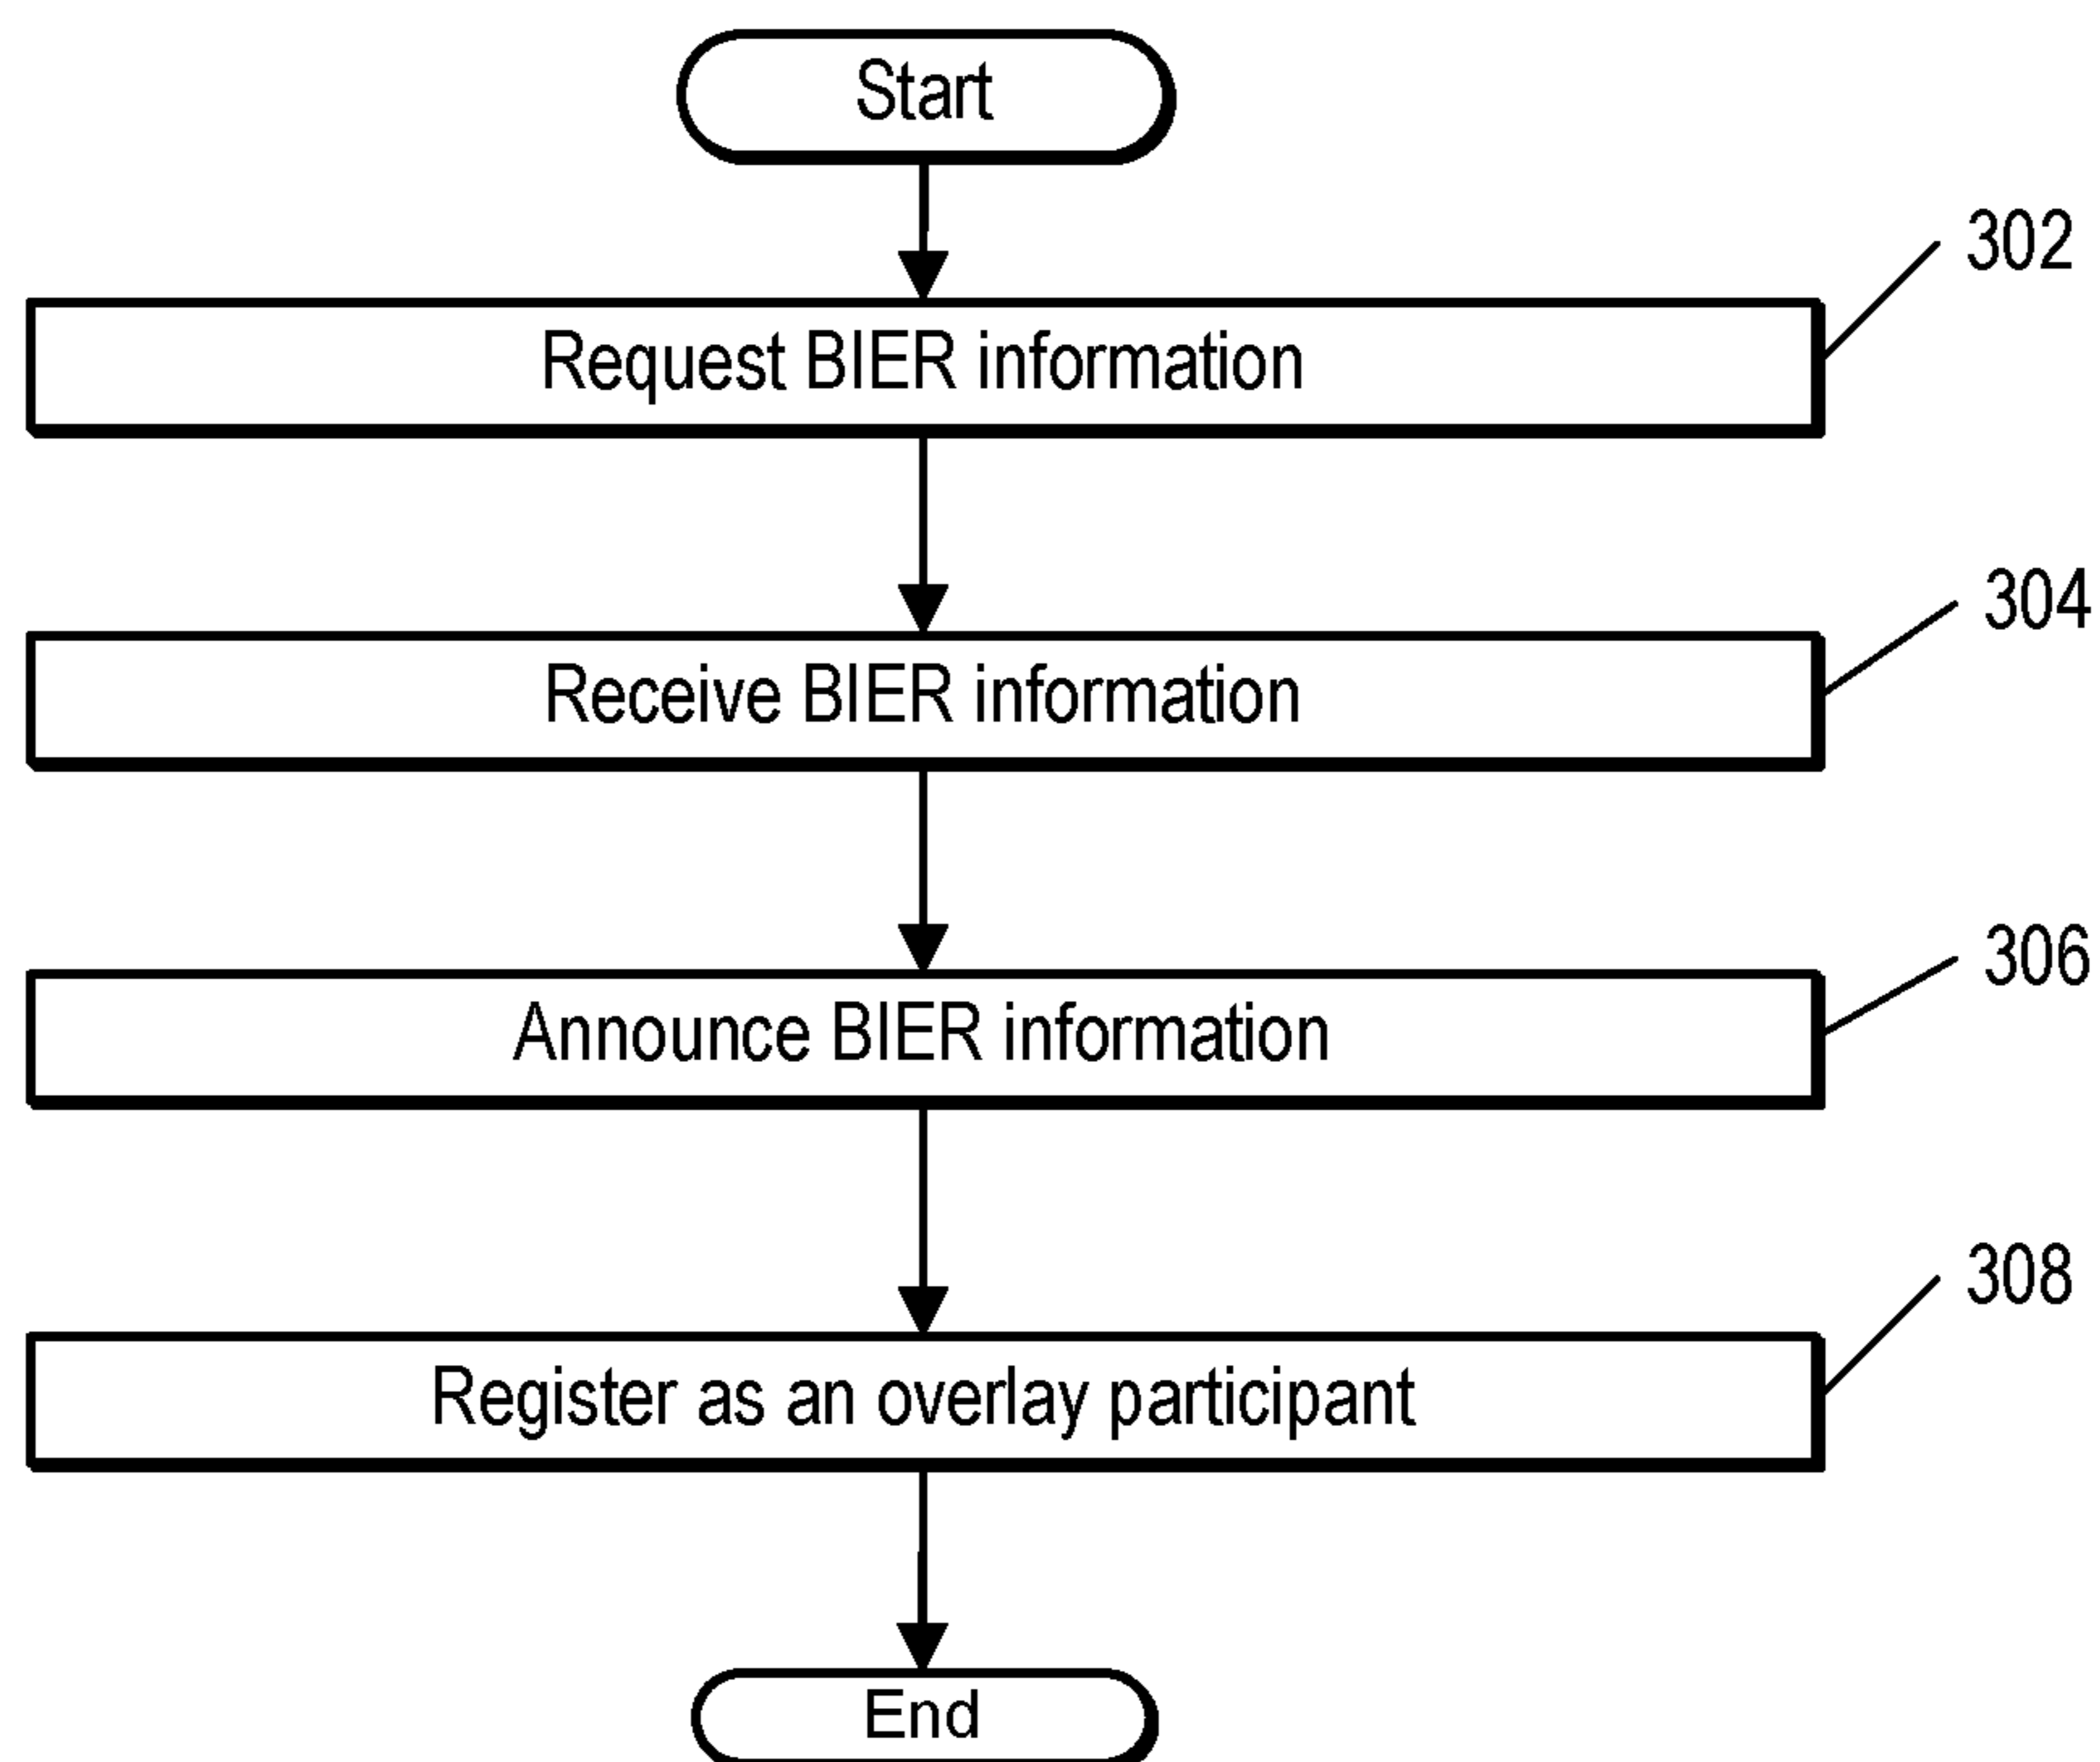 Start
302
Request BIER information
304
Receive BIER information
306
Announce BIER information
308
Register as an overlay participant
End